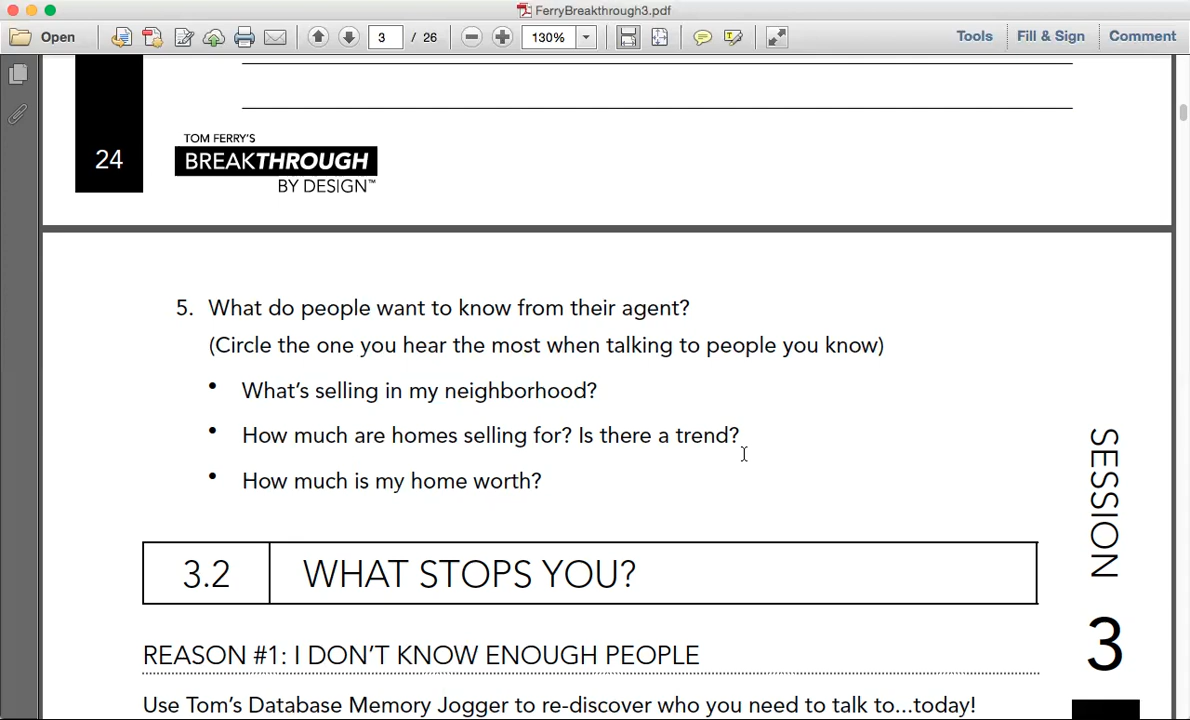 FerryBreakthrough3.pdf
Open
3 / 26
130%
Tools
Fill & Sign
Comment
24
TOM FERRY'S
BREAKTHROUGH
BY DESIGN™
5. What do people want to know from their agent?
(Circle the one you hear the most when talking to people you know)
• What's selling in my neighborhood?
• How much are homes selling for? Is there a trend?
• How much is my home worth?
SESSION 3
3.2 WHAT STOPS YOU?
REASON #1: I DON'T KNOW ENOUGH PEOPLE
Use Tom's Database Memory Jogger to re-discover who you need to talk to...today!